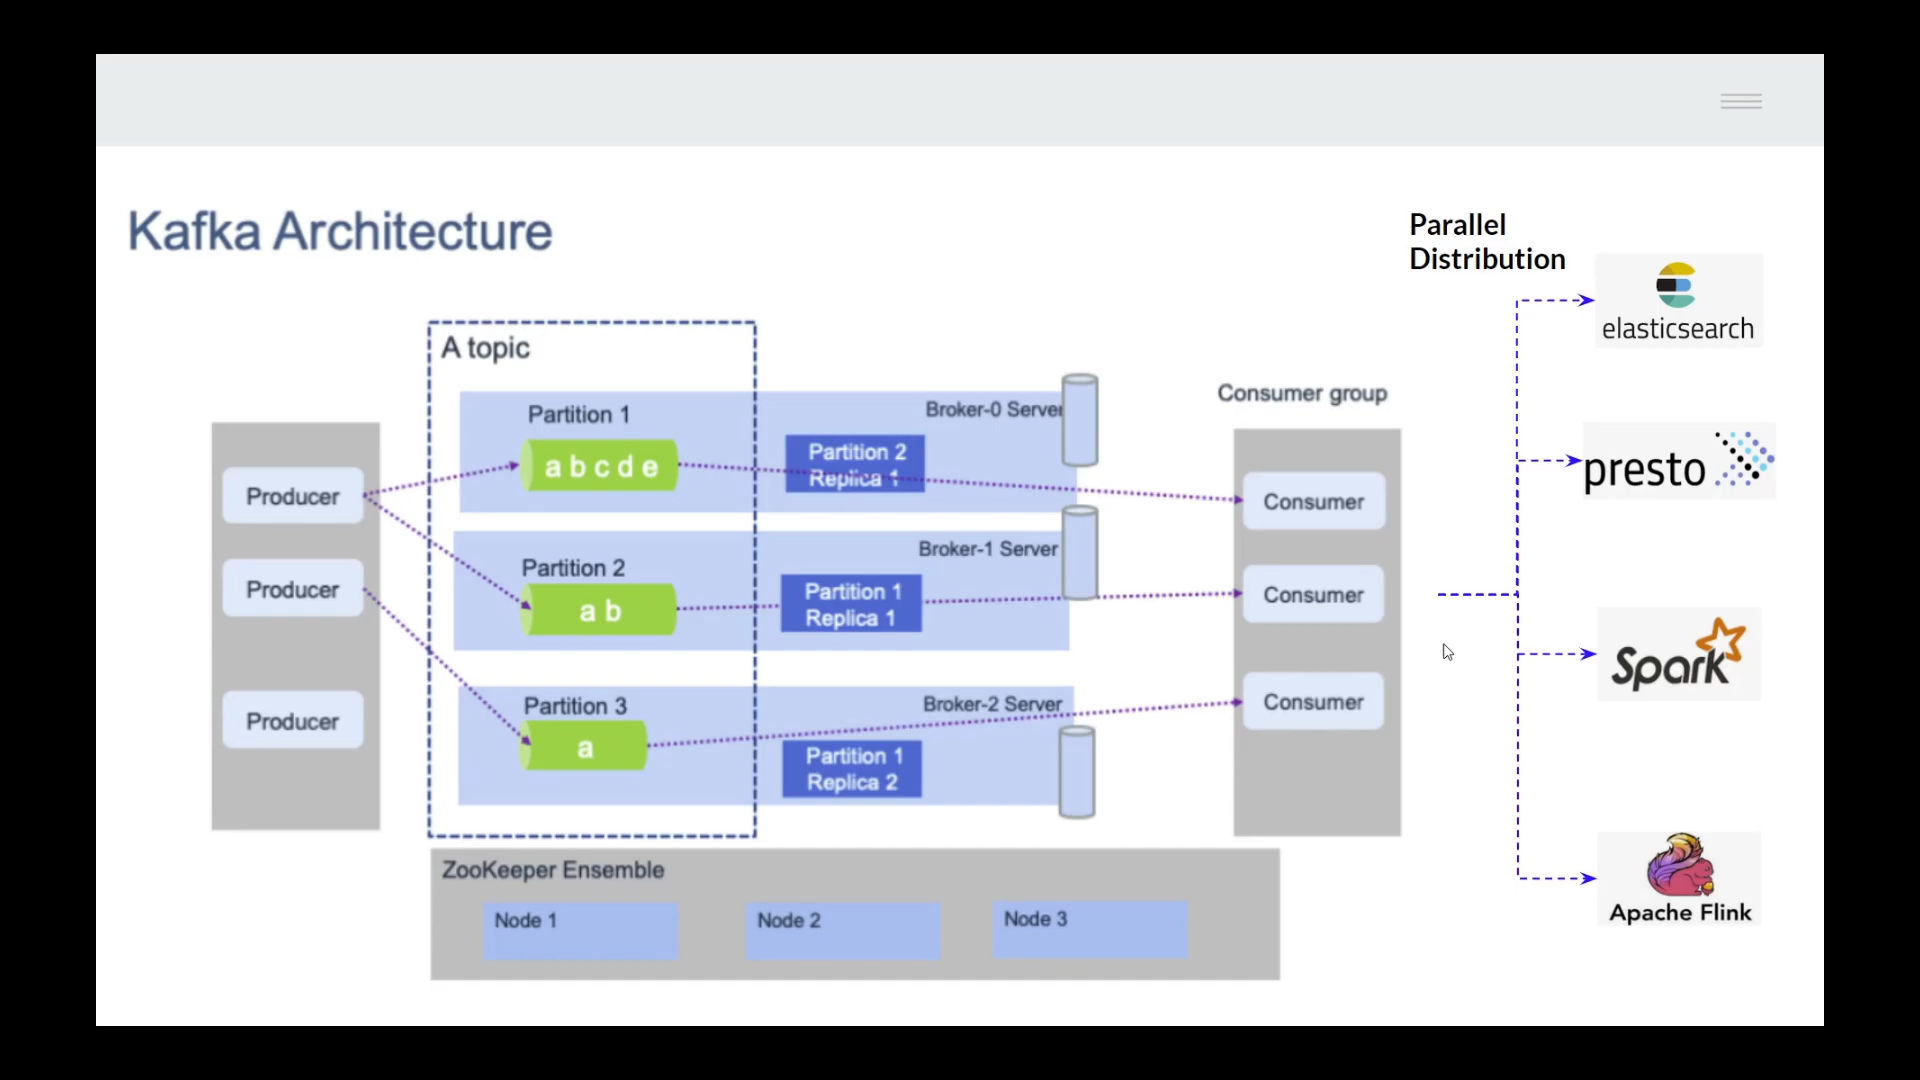 Kafka Architecture
Parallel
Distribution
elasticsearch
presto
Spark
Apache Flink
A topic
Partition 1
a b c d e
Broker-0 Server
Partition 2
Replica 1
Partition 2
a b
Broker-1 Server
Partition 1
Replica 1
Partition 3
a
Broker-2 Server
Partition 1
Replica 2
Producer
Producer
Producer
Consumer group
Consumer
Consumer
Consumer
ZooKeeper Ensemble
Node 1
Node 2
Node 3